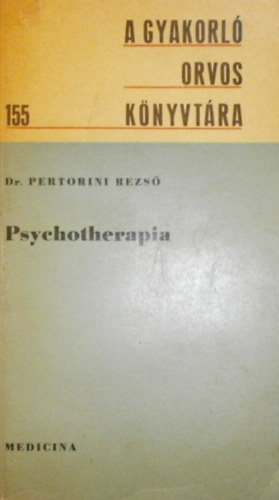 A GYAKORLÓ
ORVOS
155 KÖNYVTÁRA
Dr. PERTORINI REZSŐ
Psychotherapia
MEDICINA